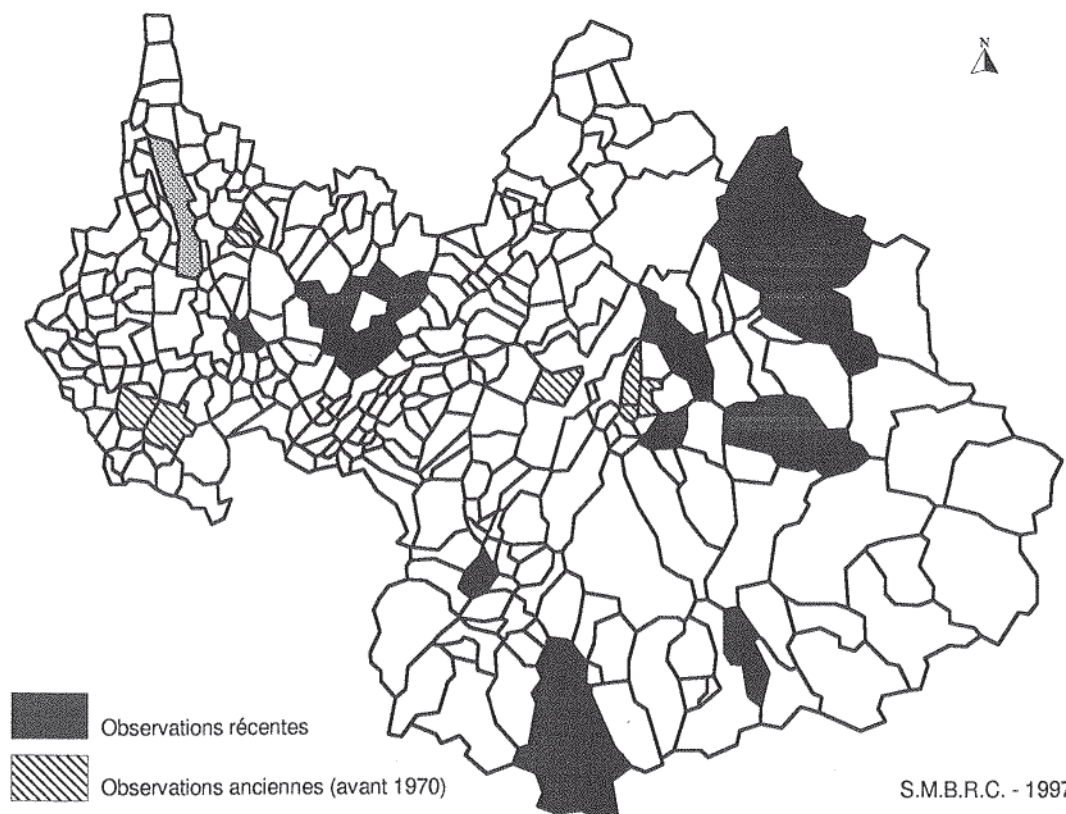 N
Observations récentes
Observations anciennes (avant 1970)
S.M.B.R.C. - 1997